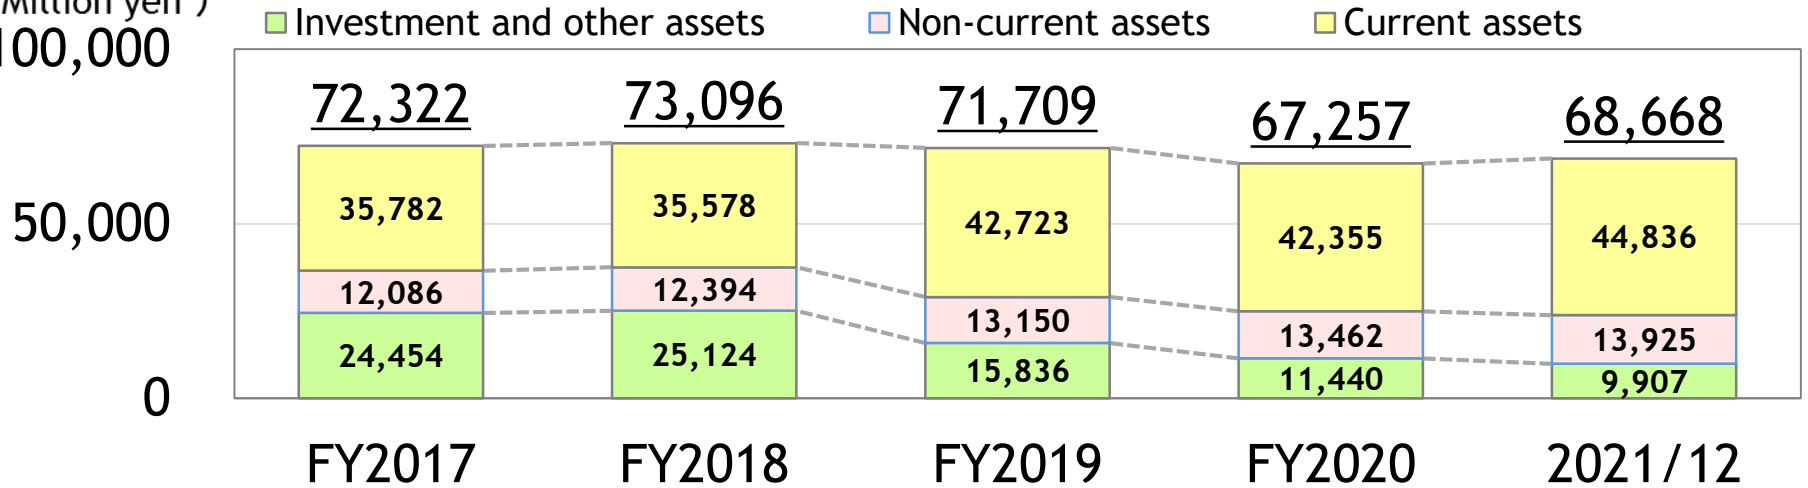 Million yen )
Investment and other assets Non-current assets Current assets
100,000
72,322 73,096 71,709 67,257 68,668
35,782 35,578 42,723 42,355 44,836
50,000
12,086 12,394 13,150 13,462 13,925
24,454 25,124 15,836 11,440 9,907
0
FY2017 FY2018 FY2019 FY2020 2021/12